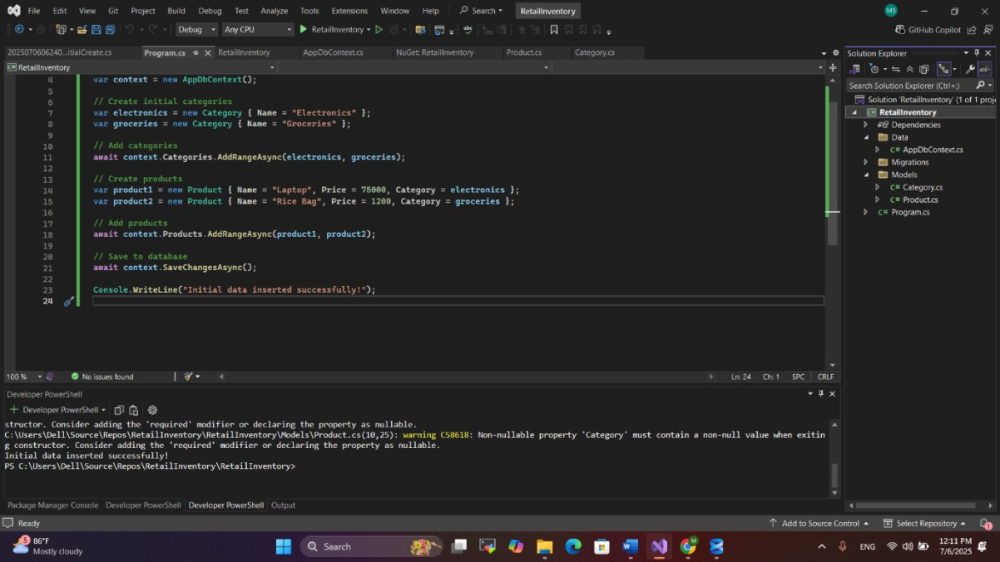 File Edit View Git Project Build Debug Test Analyze Tools Extensions Window Help Search RetailInventory MS
Debug Any CPU RetailInventory GitHub Copilot
2025070606240...itialCreate.cs Program.cs RetailInventory AppDbContext.cs NuGet: RetailInventory Product.cs Category.cs
RetailInventory
4 var context = new AppDbContext();
5
6 // Create initial categories
7 var electronics = new Category { Name = "Electronics" };
8 var groceries = new Category { Name = "Groceries" };
9
10 // Add categories
11 await context.Categories.AddRangeAsync(electronics, groceries);
12
13 // Create products
14 var product1 = new Product { Name = "Laptop", Price = 75000, Category = electronics };
15 var product2 = new Product { Name = "Rice Bag", Price = 1200, Category = groceries };
16
17 // Add products
18 await context.Products.AddRangeAsync(product1, product2);
19
20 // Save to database
21 await context.SaveChangesAsync();
22
23 Console.WriteLine("Initial data inserted successfully!");
24
100 % No issues found Ln: 24 Ch: 1 SPC CRLF
Developer PowerShell
Developer PowerShell
structor. Consider adding the 'required' modifier or declaring the property as nullable.
C:\Users\Dell\Source\Repos\RetailInventory\RetailInventory\Models\Product.cs(10,25): warning CS8618: Non-nullable property 'Category' must contain a non-null value when exitin
g constructor. Consider adding the 'required' modifier or declaring the property as nullable.
Initial data inserted successfully!
PS C:\Users\Dell\Source\Repos\RetailInventory\RetailInventory>
Package Manager Console Developer PowerShell Developer PowerShell Output
Solution Explorer
Search Solution Explorer (Ctrl+;)
Solution 'RetailInventory' (1 of 1 proje
RetailInventory
Dependencies
Data
C# AppDbContext.cs
Migrations
Models
C# Category.cs
C# Product.cs
C# Program.cs
Ready Add to Source Control Select Repository 1
5 86°F
Mostly cloudy
Search
ENG
12:11 PM
7/6/2025